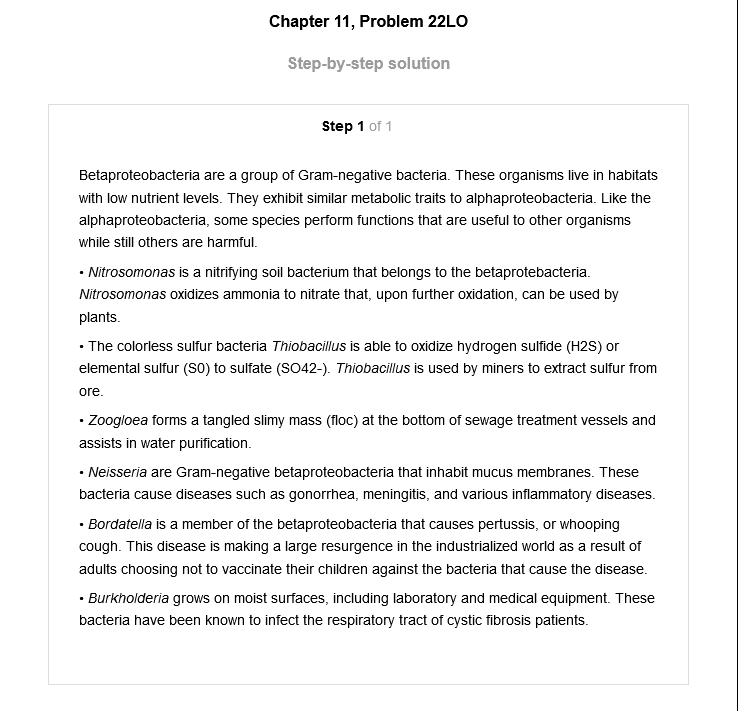 Chapter 11, Problem 22LO
Step-by-step solution
Step 1 of 1
Betaproteobacteria are a group of Gram-negative bacteria. These organisms live in habitats
with low nutrient levels. They exhibit similar metabolic traits to alphaproteobacteria. Like the
alphaproteobacteria, some species perform functions that are useful to other organisms
while still others are harmful.
• Nitrosomonas is a nitrifying soil bacterium that belongs to the betaprotebacteria.
Nitrosomonas oxidizes ammonia to nitrate that, upon further oxidation, can be used by
plants.
• The colorless sulfur bacteria Thiobacillus is able to oxidize hydrogen sulfide (H2S) or
elemental sulfur (S0) to sulfate (SO42-). Thiobacillus is used by miners to extract sulfur from
ore.
• Zoogloea forms a tangled slimy mass (floc) at the bottom of sewage treatment vessels and
assists in water purification.
• Neisseria are Gram-negative betaproteobacteria that inhabit mucus membranes. These
bacteria cause diseases such as gonorrhea, meningitis, and various inflammatory diseases.
• Bordatella is a member of the betaproteobacteria that causes pertussis, or whooping
cough. This disease is making a large resurgence in the industrialized world as a result of
adults choosing not to vaccinate their children against the bacteria that cause the disease.
• Burkholderia grows on moist surfaces, including laboratory and medical equipment. These
bacteria have been known to infect the respiratory tract of cystic fibrosis patients.